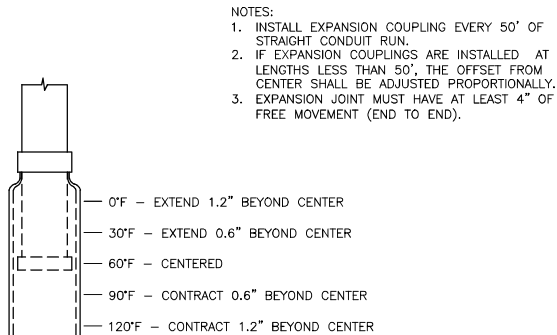 NOTES:
1. INSTALL EXPANSION COUPLING EVERY 50' OF
STRAIGHT CONDUIT RUN.
2. IF EXPANSION COUPLINGS ARE INSTALLED AT
LENGTHS LESS THAN 50', THE OFFSET FROM
CENTER SHALL BE ADJUSTED PROPORTIONALLY.
3. EXPANSION JOINT MUST HAVE AT LEAST 4" OF
FREE MOVEMENT (END TO END).
0°F – EXTEND 1.2" BEYOND CENTER
30°F – EXTEND 0.6" BEYOND CENTER
60°F – CENTERED
90°F – CONTRACT 0.6" BEYOND CENTER
120°F – CONTRACT 1.2" BEYOND CENTER